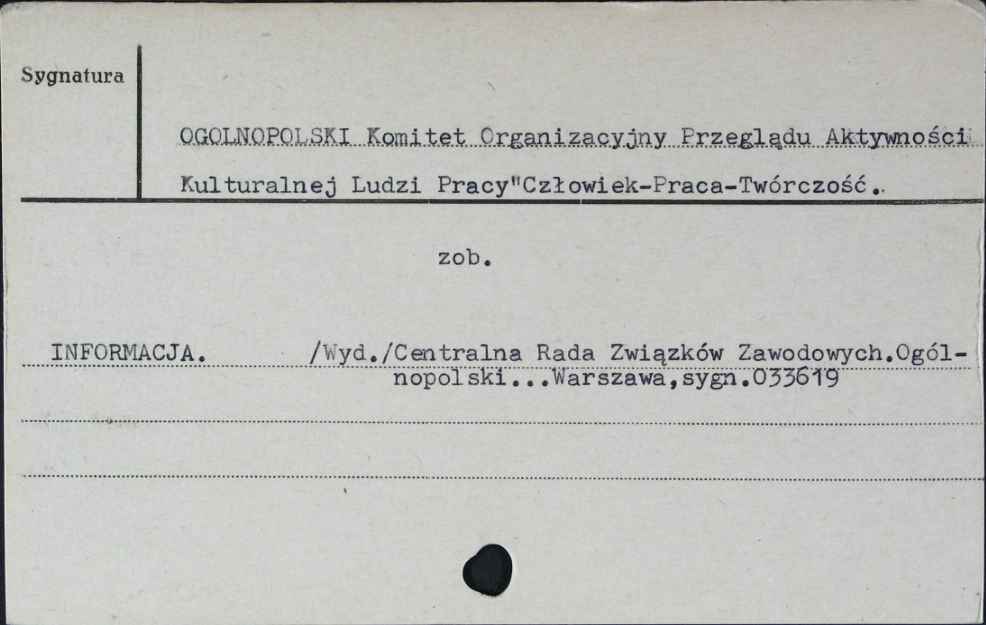 Sygnatura
OGOLNOPOLSKI Komitet Organizacyjny Przeglądu Aktywności
Kulturalnej Ludzi Pracy"Człowiek-Praca-Twórczość.
zob.
INFORMACJA. /Wyd./Centralna Rada Związków Zawodowych.Ogól-
nopolski...Warszawa,sygn.033619